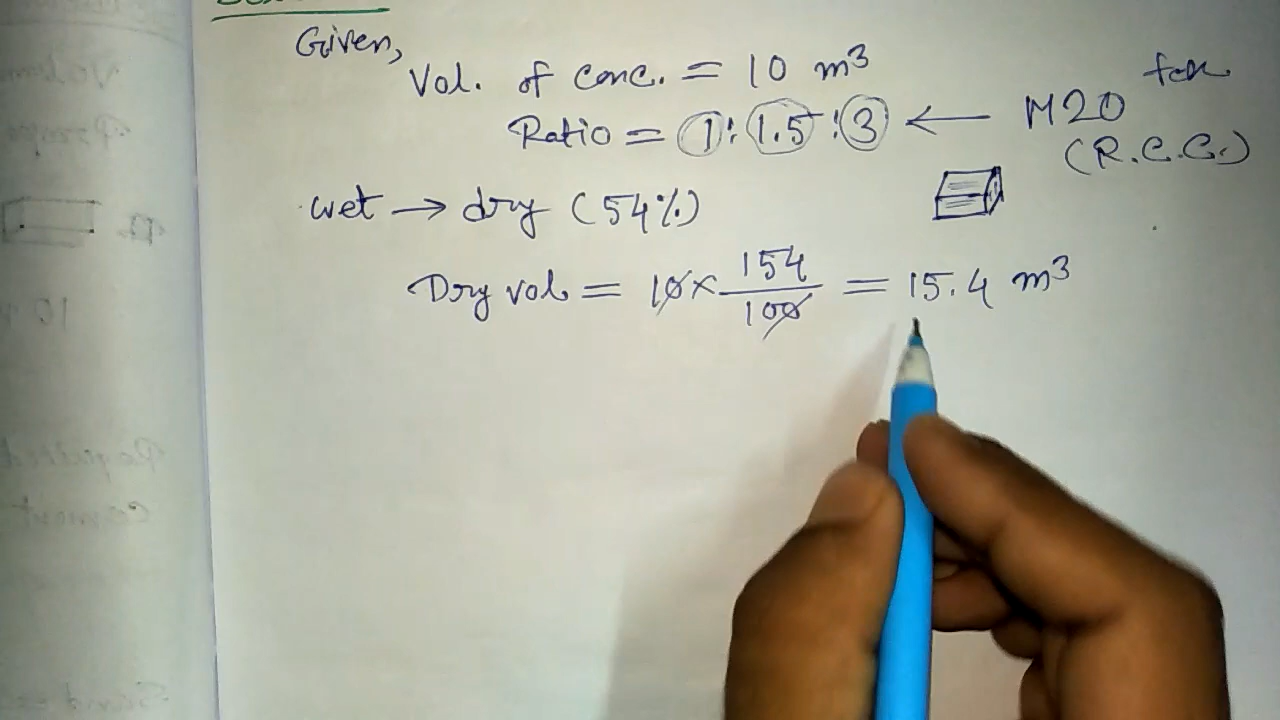 Given,
Vol. of conc. = 10 m³
Ratio = 1 : 1.5 : 3 ← M20 for
(R.C.C.)
wet → dry (54%)
Dry vol. = 10 × 154/100 = 15.4 m³